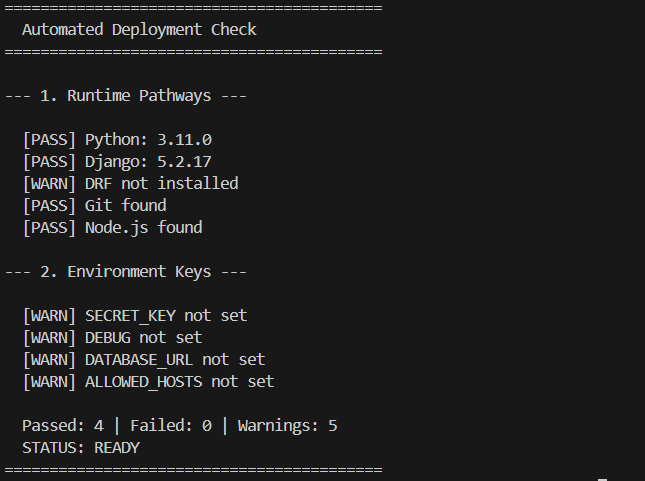 ==========================================
Automated Deployment Check
==========================================
--- 1. Runtime Pathways ---
[PASS] Python: 3.11.0
[PASS] Django: 5.2.17
[WARN] DRF not installed
[PASS] Git found
[PASS] Node.js found
--- 2. Environment Keys ---
[WARN] SECRET_KEY not set
[WARN] DEBUG not set
[WARN] DATABASE_URL not set
[WARN] ALLOWED_HOSTS not set
Passed: 4 | Failed: 0 | Warnings: 5
STATUS: READY
==========================================